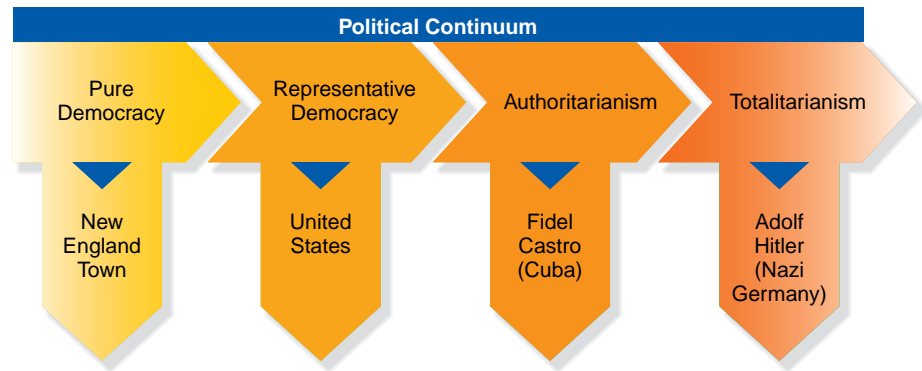 Political Continuum
Pure
Democracy
Representative
Democracy
Authoritarianism
Totalitarianism
New
England
Town
United
States
Fidel
Castro
(Cuba)
Adolf
Hitler
(Nazi
Germany)